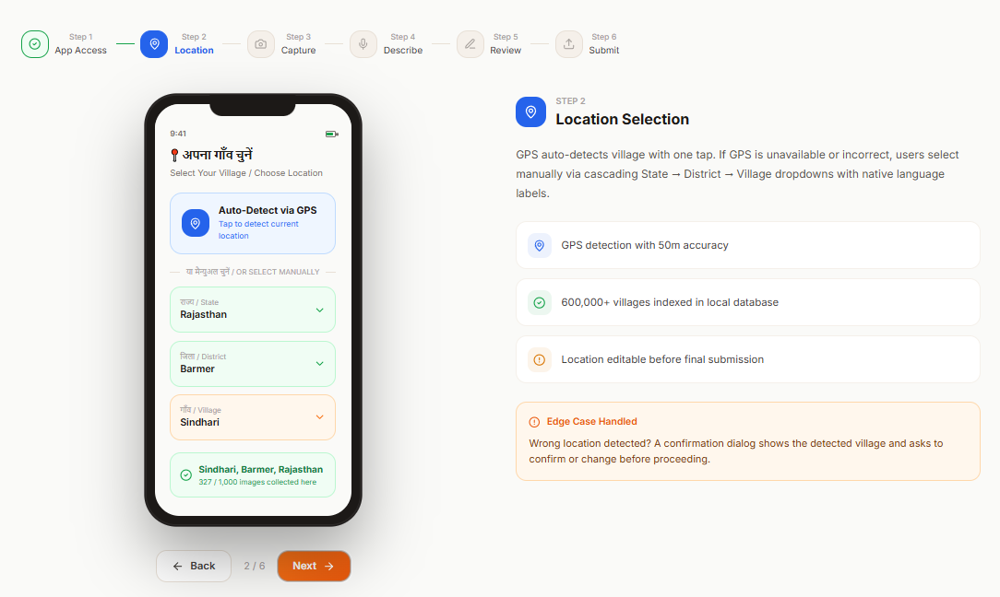 Step 1
App Access
Step 2
Location
Step 3
Capture
Step 4
Describe
Step 5
Review
Step 6
Submit
9:41
अपना गाँव चुनें
Select Your Village / Choose Location
Auto-Detect via GPS
Tap to detect current
location
या मैन्युअल चुनें / OR SELECT MANUALLY
राज्य / State
Rajasthan
जिला / District
Barmer
गाँव / Village
Sindhari
Sindhari, Barmer, Rajasthan
327 / 1,000 images collected here
Back
2 / 6
Next
STEP 2
Location Selection
GPS auto-detects village with one tap. If GPS is unavailable or incorrect, users select
manually via cascading State → District → Village dropdowns with native language
labels.
GPS detection with 50m accuracy
600,000+ villages indexed in local database
Location editable before final submission
Edge Case Handled
Wrong location detected? A confirmation dialog shows the detected village and asks to
confirm or change before proceeding.